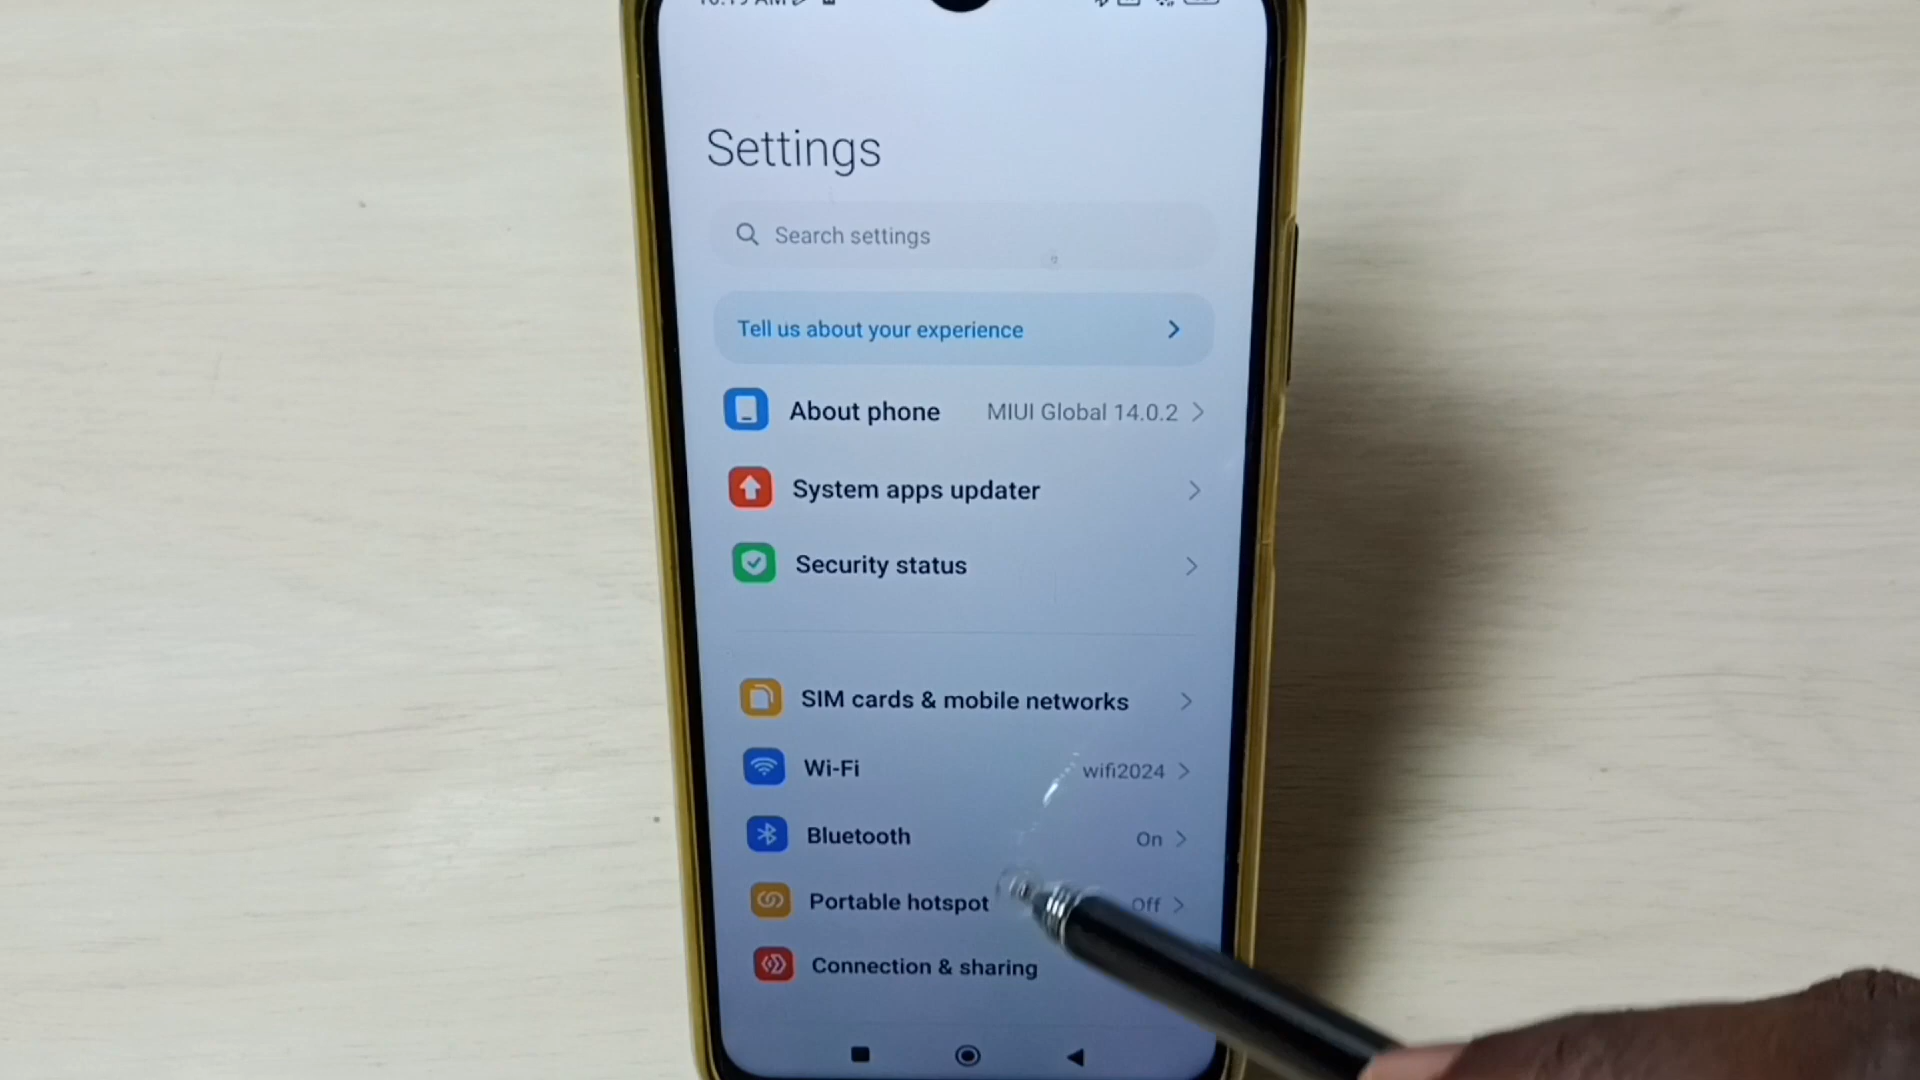 Settings
Search settings
Tell us about your experience
About phone MIUI Global 14.0.2
System apps updater
Security status
SIM cards & mobile networks
Wi-Fi wifi2024
Bluetooth On
Portable hotspot Off
Connection & sharing